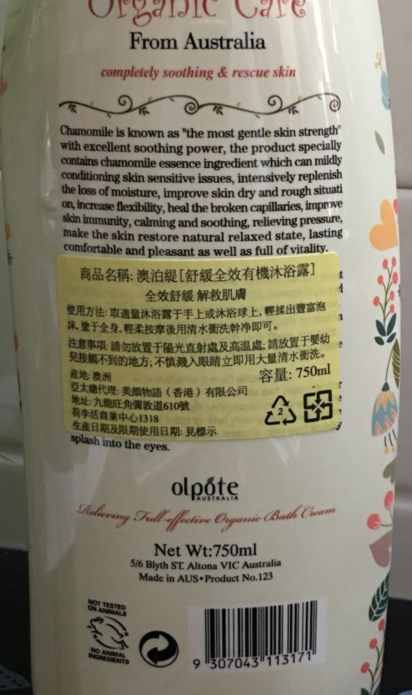 Organic Care
From Australia
completely soothing & rescue skin
Chamomile is known as "the most gentle skin strength"
with excellent soothing power, the product specially
contains chamomile essence ingredient which can mildly
conditioning skin sensitive issues, intensively replenish
the loss of moisture, improve skin dry and rough situati
on, increase flexibility, heal the broken capillaries, improve
skin immunity, calming and soothing, relieving pressure,
make the skin restore natural relaxed state, lasting
comfortable and pleasant as well as full of vitality.
商品名稱: 澳泊緹[舒緩全效有機沐浴露]
全效舒緩 解救肌膚
使用方法: 取適量沐浴露于手上或沐浴球上, 輕揉出豐富泡
沫, 塗于全身, 輕柔按摩後用清水衝洗幹净即可。
注意事項: 請勿放置于陽光直射處及高溫處; 請放置于嬰幼
兒接觸不到的地方; 不慎濺入眼睛立即用大量清水衝洗。
產地: 澳洲
容量: 750ml
亞太總代理: 美顔物語（香港）有限公司
地址: 九龍旺角彌敦道610號
荷李活商業中心1318
生產日期及限期使用日期: 見標示
2
splash into the eyes.
olpóte
AUSTRALIA
Relieving Full-effective Organic Bath Cream
Net Wt:750ml
5/6 Blyth ST. Altona VIC Australia
Made in AUS•Product No.123
NOT TESTED
ON ANIMALS
NO ANIMAL
INGREDIENTS
9 307043 113171